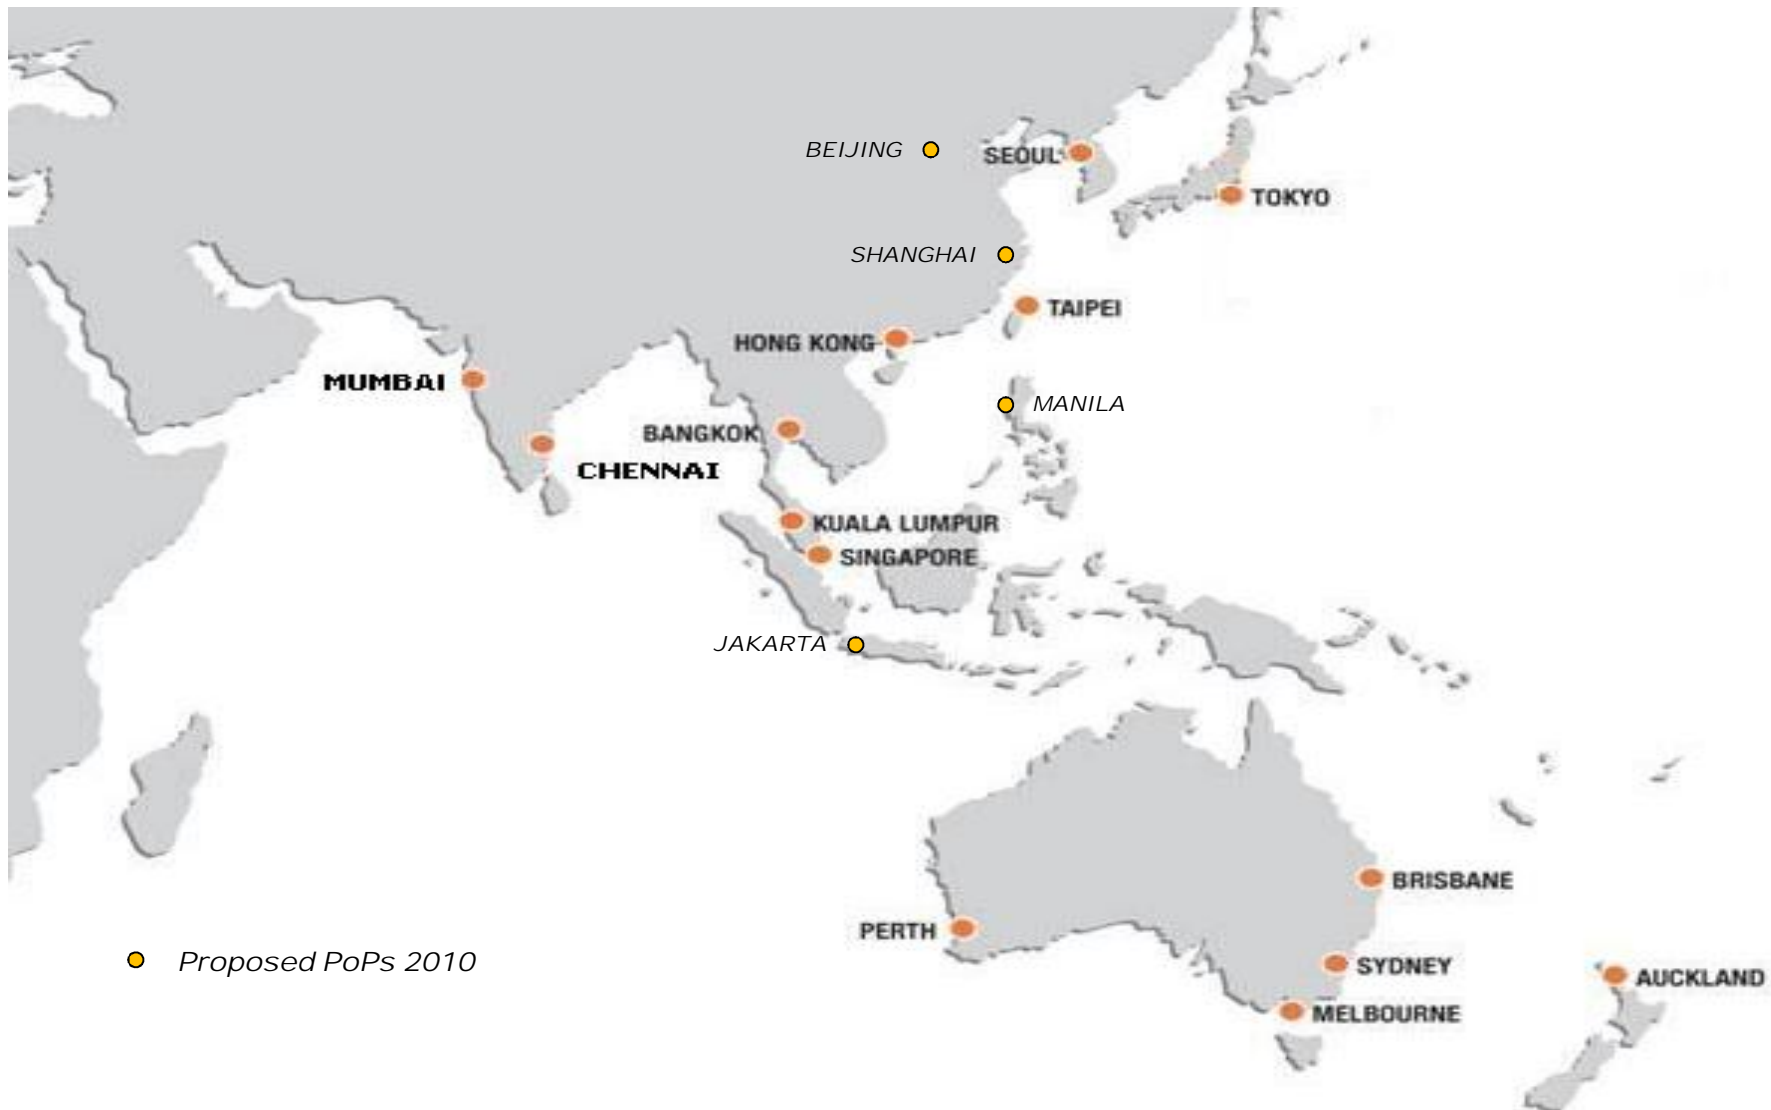 BEIJING
SEOUL
TOKYO
SHANGHAI
TAIPEI
HONG KONG
MUMBAI
MANILA
BANGKOK
CHENNAI
KUALA LUMPUR
SINGAPORE
JAKARTA
BRISBANE
PERTH
Proposed PoPs 2010
SYDNEY
AUCKLAND
MELBOURNE